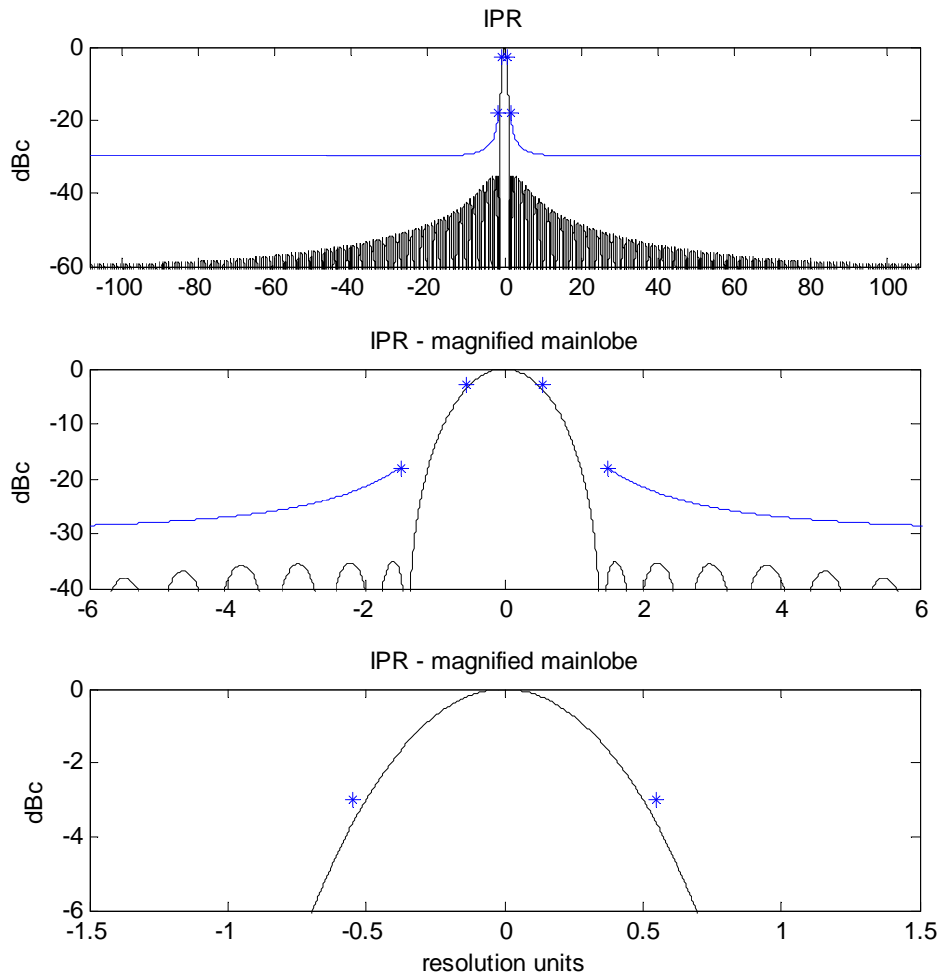 IPR
0
-20
-40
-60
dBc
-100 -80 -60 -40 -20 0 20 40 60 80 100
IPR - magnified mainlobe
0
-10
-20
-30
-40
dBc
-6 -4 -2 0 2 4 6
IPR - magnified mainlobe
0
-2
-4
-6
dBc
-1.5 -1 -0.5 0 0.5 1 1.5
resolution units